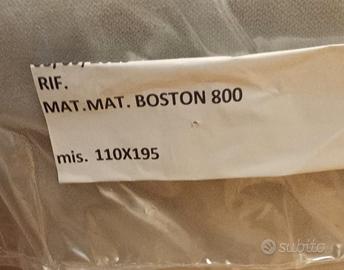 RIF.
MAT.MAT. BOSTON 800
mis. 110X195
subito